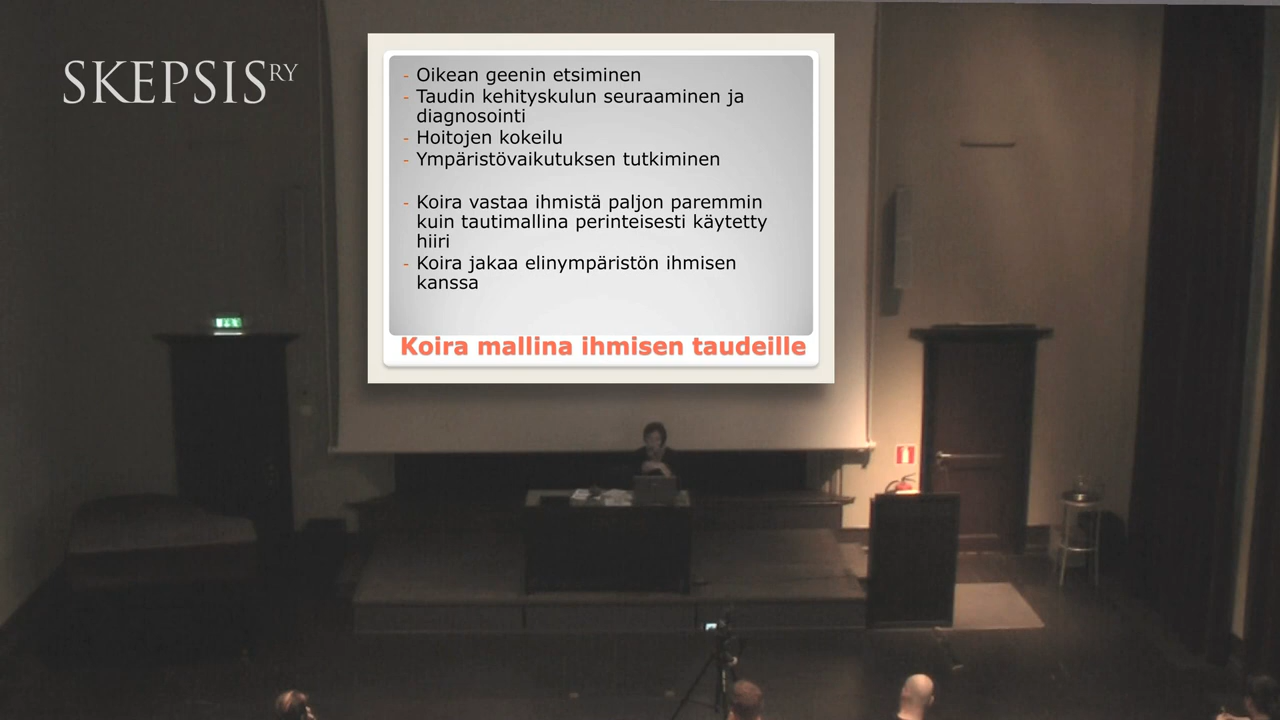 SKEPSIS RY
- Oikean geenin etsiminen
- Taudin kehityskulun seuraaminen ja
diagnosointi
- Hoitojen kokeilu
- Ympäristövaikutuksen tutkiminen
- Koira vastaa ihmistä paljon paremmin
kuin tautimallina perinteisesti käytetty
hiiri
- Koira jakaa elinympäristön ihmisen
kanssa
Koira mallina ihmisen taudeille